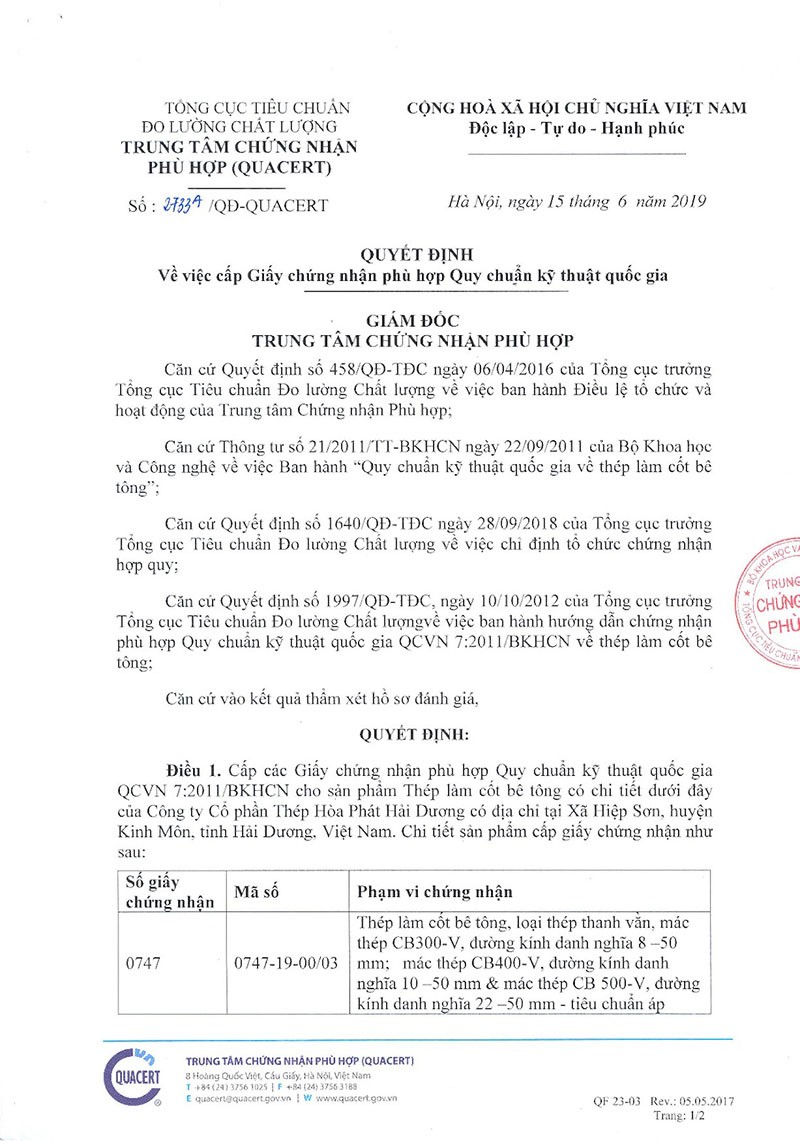 TỔNG CỤC TIÊU CHUẨN
ĐO LƯỜNG CHẤT LƯỢNG
TRUNG TÂM CHỨNG NHẬN
PHÙ HỢP (QUACERT)
Số : 2733A /QĐ-QUACERT
CỘNG HOÀ XÃ HỘI CHỦ NGHĨA VIỆT NAM
Độc lập - Tự do - Hạnh phúc
Hà Nội, ngày 15 tháng 6 năm 2019
QUYẾT ĐỊNH
Về việc cấp Giấy chứng nhận phù hợp Quy chuẩn kỹ thuật quốc gia
GIÁM ĐỐC
TRUNG TÂM CHỨNG NHẬN PHÙ HỢP
Căn cứ Quyết định số 458/QĐ-TĐC ngày 06/04/2016 của Tổng cục trưởng
Tổng cục Tiêu chuẩn Đo lường Chất lượng về việc ban hành Điều lệ tổ chức và
hoạt động của Trung tâm Chứng nhận Phù hợp;
Căn cứ Thông tư số 21/2011/TT-BKHCN ngày 22/09/2011 của Bộ Khoa học
và Công nghệ về việc Ban hành “Quy chuẩn kỹ thuật quốc gia về thép làm cốt bê
tông”;
Căn cứ Quyết định số 1640/QĐ-TĐC ngày 28/09/2018 của Tổng cục trưởng
Tổng cục Tiêu chuẩn Đo lường Chất lượng về việc chỉ định tổ chức chứng nhận
hợp quy;
Căn cứ Quyết định số 1997/QĐ-TĐC, ngày 10/10/2012 của Tổng cục trưởng
Tổng cục Tiêu chuẩn Đo lường Chất lượngvề việc ban hành hướng dẫn chứng nhận
phù hợp Quy chuẩn kỹ thuật quốc gia QCVN 7:2011/BKHCN về thép làm cốt bê
tông;
Căn cứ vào kết quả thẩm xét hồ sơ đánh giá,
QUYẾT ĐỊNH:
Điều 1. Cấp các Giấy chứng nhận phù hợp Quy chuẩn kỹ thuật quốc gia
QCVN 7:2011/BKHCN cho sản phẩm Thép làm cốt bê tông có chi tiết dưới đây
của Công ty Cổ phần Thép Hòa Phát Hải Dương có địa chỉ tại Xã Hiệp Sơn, huyện
Kinh Môn, tỉnh Hải Dương, Việt Nam. Chi tiết sản phẩm cấp giấy chứng nhận như
sau:
Số giấy
chứng nhận
Mã số
Phạm vi chứng nhận
0747
0747-19-00/03
Thép làm cốt bê tông, loại thép thanh vằn, mác
thép CB300-V, đường kính danh nghĩa 8 –50
mm; mác thép CB400-V, đường kính danh
nghĩa 10 –50 mm & mác thép CB 500-V, đường
kính danh nghĩa 22 –50 mm - tiêu chuẩn áp
BỘ KHOA HỌC VÀ
TRUNG
CHỨNG
PHÙ
TỔNG CỤC TIÊU CHUẨN
QUACERT
®
TRUNG TÂM CHỨNG NHẬN PHÙ HỢP (QUACERT)
8 Hoàng Quốc Việt, Cầu Giấy, Hà Nội, Việt Nam
T +84 (24) 3756 1025 | F +84 (24) 3756 3188
E quacert@quacert.gov.vn | W www.quacert.gov.vn
QF 23-03 Rev.: 05.05.2017
Trang: 1/2